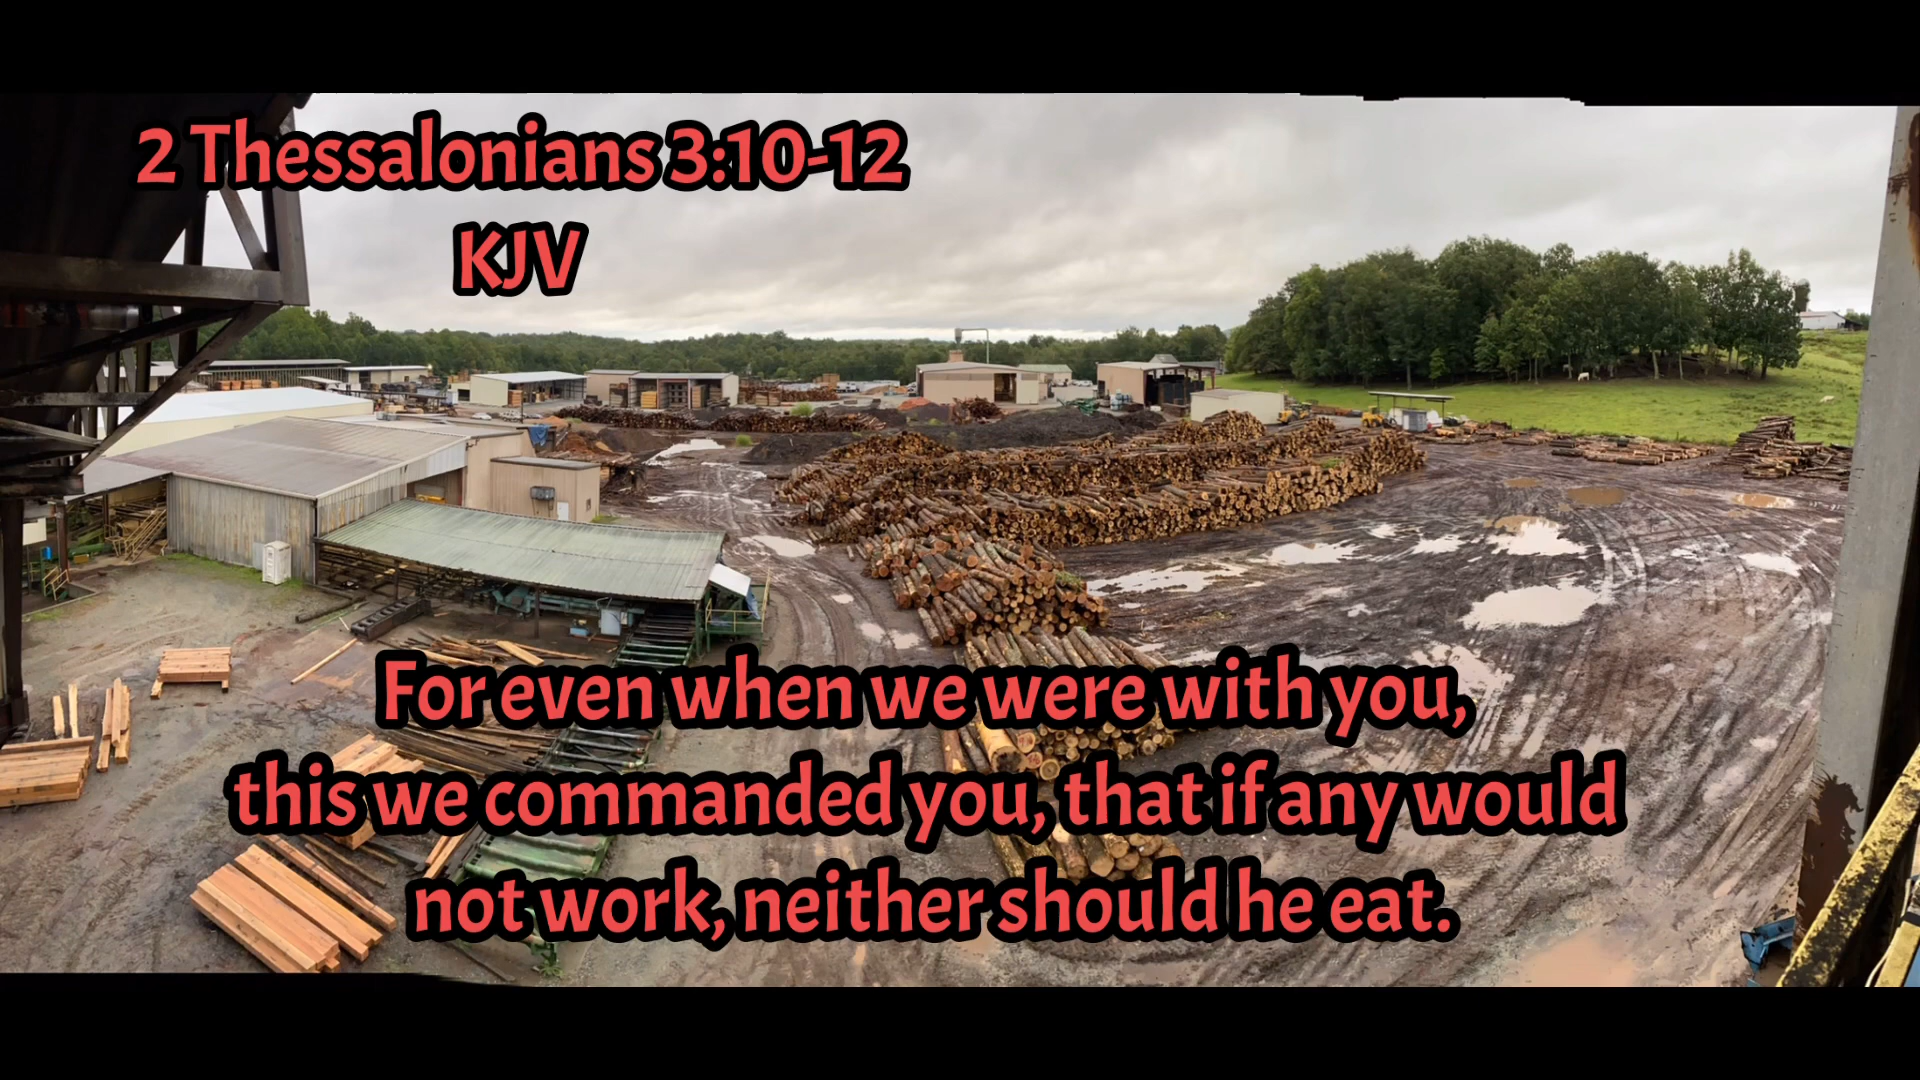 2 Thessalonians 3:10-12
KJV
For even when we were with you,
this we commanded you, that if any would
not work, neither should he eat.